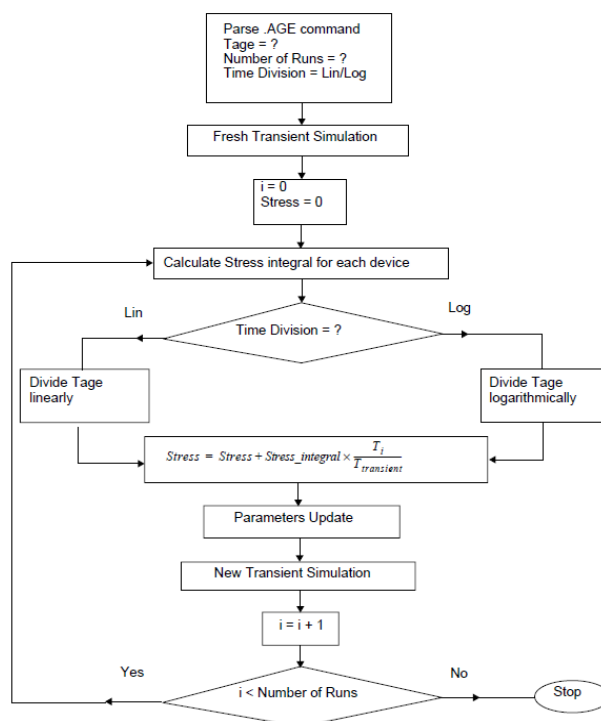 Parse .AGE command
Tage = ?
Number of Runs = ?
Time Division = Lin/Log
Fresh Transient Simulation
i = 0
Stress = 0
Calculate Stress integral for each device
Lin
Log
Time Division = ?
Divide Tage
linearly
Divide Tage
logarithmically
Stress = Stress + Stress_integral × T_i / T_transient
Parameters Update
New Transient Simulation
i = i + 1
Yes
No
i < Number of Runs
Stop